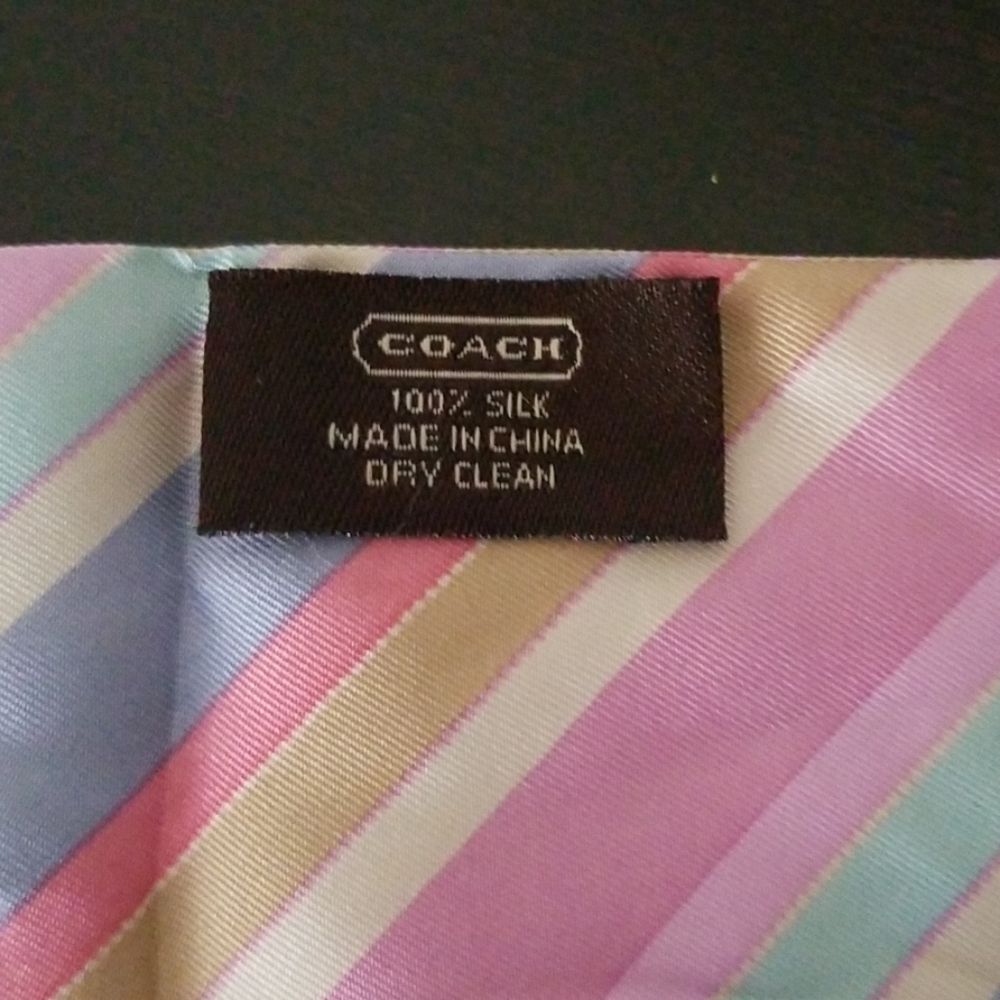 COACH
100% SILK
MADE IN CHINA
DRY CLEAN